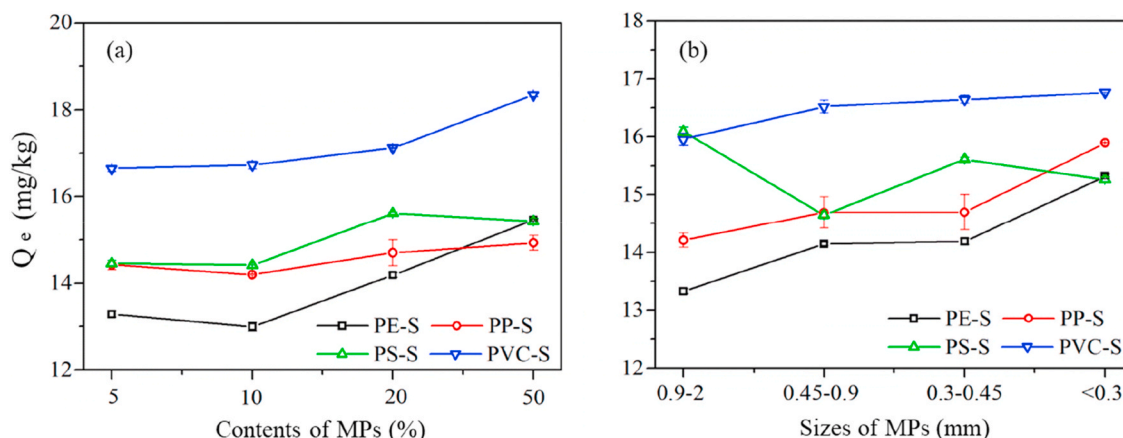 (a)
Q e (mg/kg)
20
18
16
14
12
5 10 20 50
Contents of MPs (%)
PE-S PP-S
PS-S PVC-S
(b)
18
17
16
15
14
13
12
0.9-2 0.45-0.9 0.3-0.45 <0.3
Sizes of MPs (mm)
PE-S PP-S
PS-S PVC-S